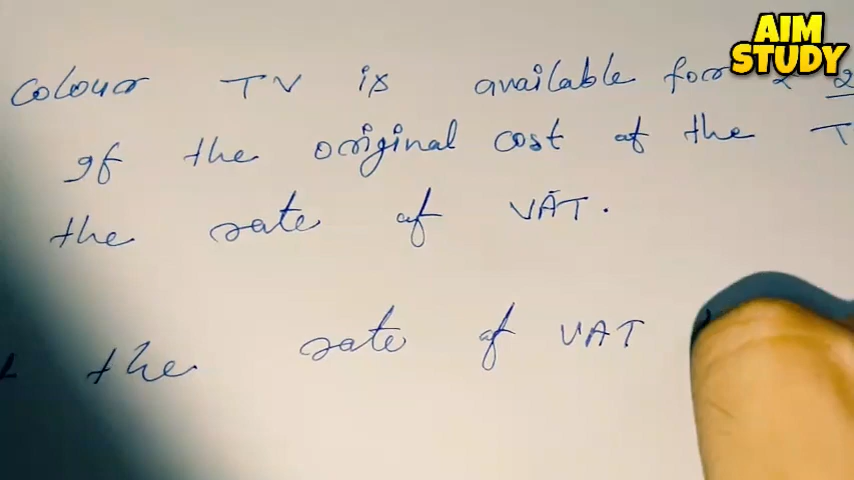 AIM
STUDY
Colour TV is available for
If the original cost of the T
the rate of VAT.
the rate of VAT